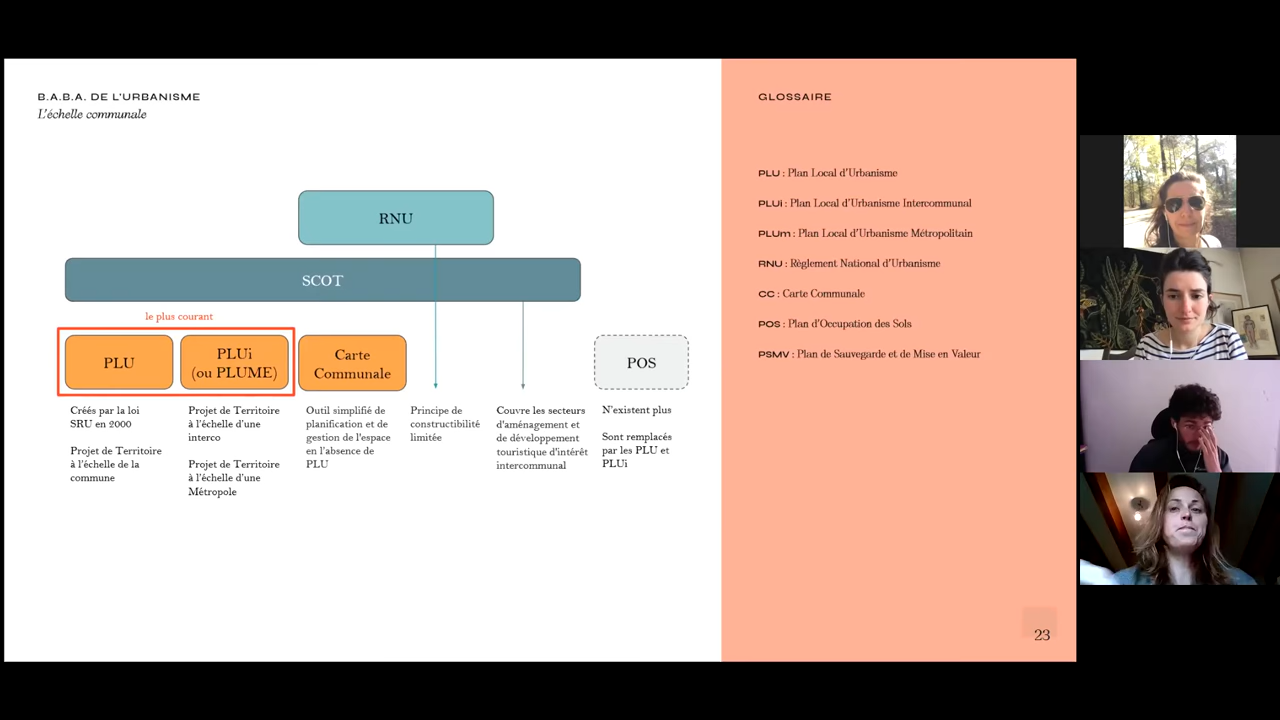 B.A.B.A. DE L'URBANISME
L'échelle communale
RNU
SCOT
le plus courant
PLU
PLUi
(ou PLUME)
Carte
Communale
POS
Créés par la loi
SRU en 2000
Projet de Territoire
à l'échelle de la
commune
Projet de Territoire
à l'échelle d'une
interco
Projet de Territoire
à l'échelle d'une
Métropole
Outil simplifié de
planification et de
gestion de l'espace
en l'absence de
PLU
Principe de
constructibilité
limitée
Couvre les secteurs
d'aménagement et
de développement
touristique d'intérêt
intercommunal
N'existent plus
Sont remplacés
par les PLU et
PLUi
GLOSSAIRE
PLU : Plan Local d'Urbanisme
PLUi : Plan Local d'Urbanisme Intercommunal
PLUm : Plan Local d'Urbanisme Métropolitain
RNU : Règlement National d'Urbanisme
CC : Carte Communale
POS : Plan d'Occupation des Sols
PSMV : Plan de Sauvegarde et de Mise en Valeur
23